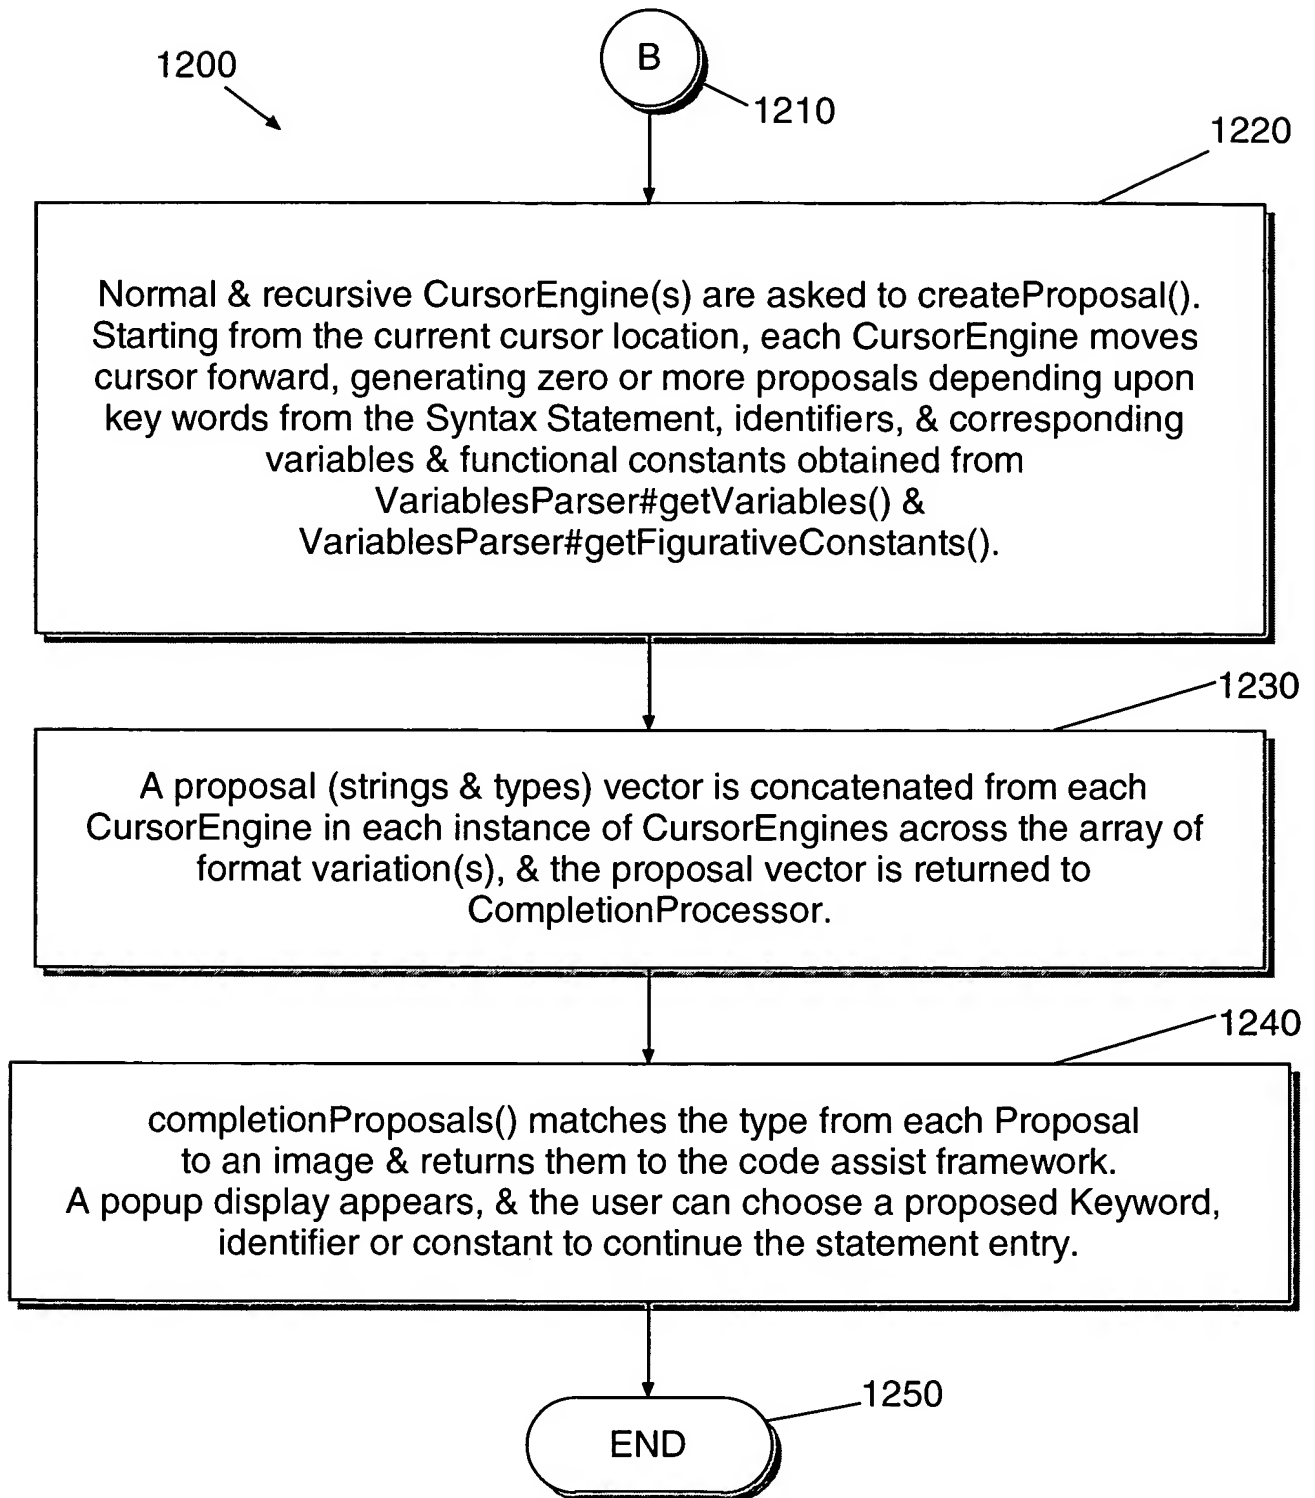 B
1200
1210
1220
Normal & recursive CursorEngine(s) are asked to createProposal().
Starting from the current cursor location, each CursorEngine moves
cursor forward, generating zero or more proposals depending upon
key words from the Syntax Statement, identifiers, & corresponding
variables & functional constants obtained from
VariablesParser#getVariables() &
VariablesParser#getFigurativeConstants().
1230
A proposal (strings & types) vector is concatenated from each
CursorEngine in each instance of CursorEngines across the array of
format variation(s), & the proposal vector is returned to
CompletionProcessor.
1240
completionProposals() matches the type from each Proposal
to an image & returns them to the code assist framework.
A popup display appears, & the user can choose a proposed Keyword,
identifier or constant to continue the statement entry.
1250
END